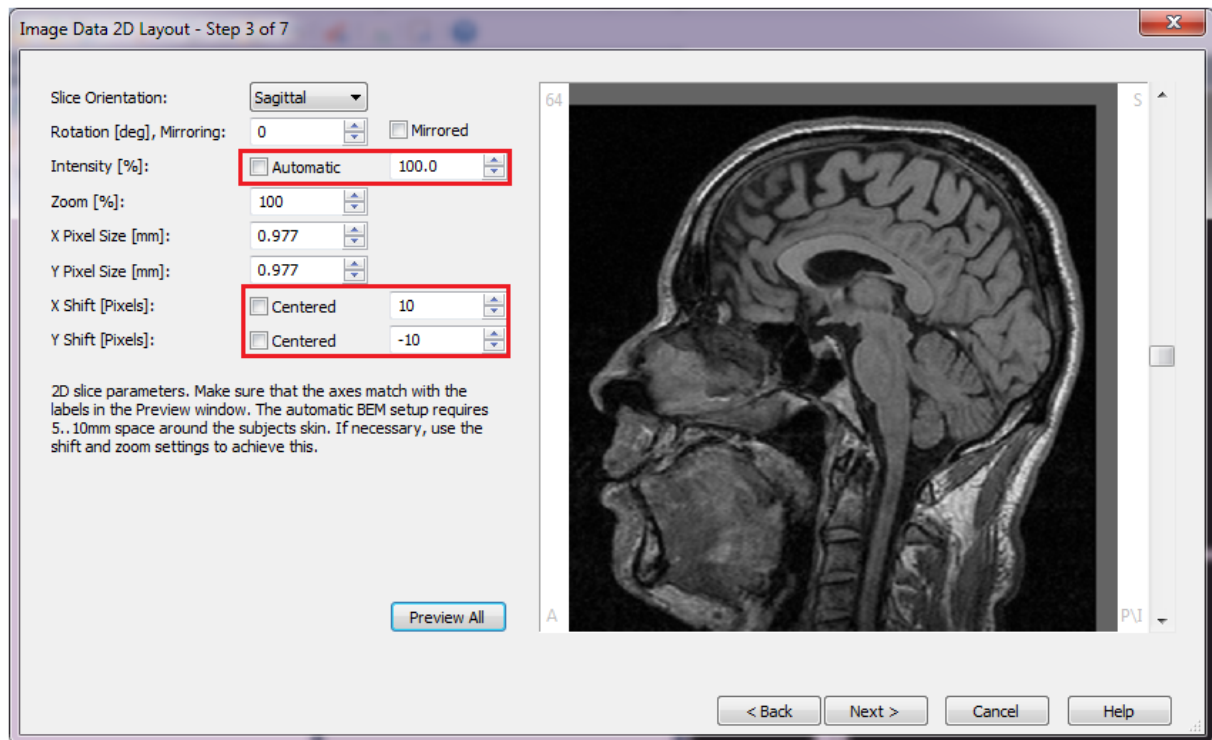 Image Data 2D Layout - Step 3 of 7
Slice Orientation: Sagittal
Rotation [deg], Mirroring: 0 Mirrored
Intensity [%]: Automatic 100.0
Zoom [%]: 100
X Pixel Size [mm]: 0.977
Y Pixel Size [mm]: 0.977
X Shift [Pixels]: Centered 10
Y Shift [Pixels]: Centered -10
2D slice parameters. Make sure that the axes match with the
labels in the Preview window. The automatic BEM setup requires
5..10mm space around the subjects skin. If necessary, use the
shift and zoom settings to achieve this.
Preview All
64 S
A P\I
< Back Next > Cancel Help